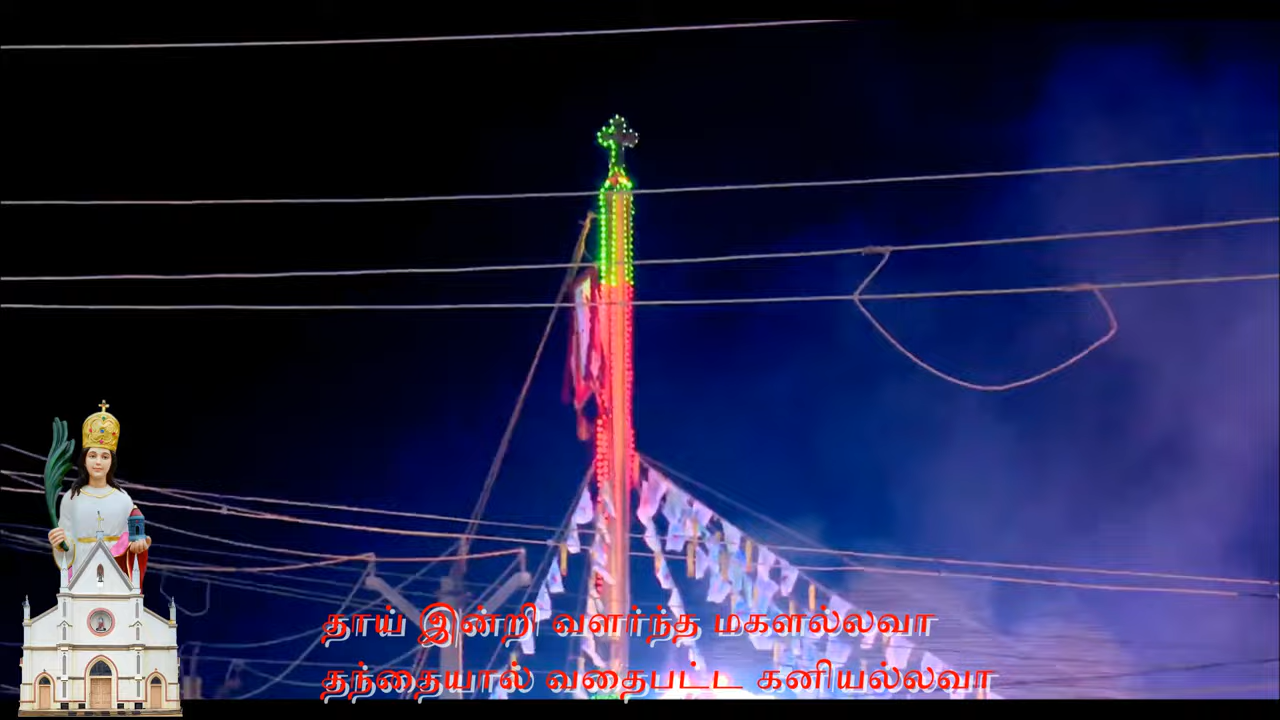 தாய் இன்றி வளர்ந்த மகளல்லவா
தந்தையால் வதைபட்ட கனியல்லவா